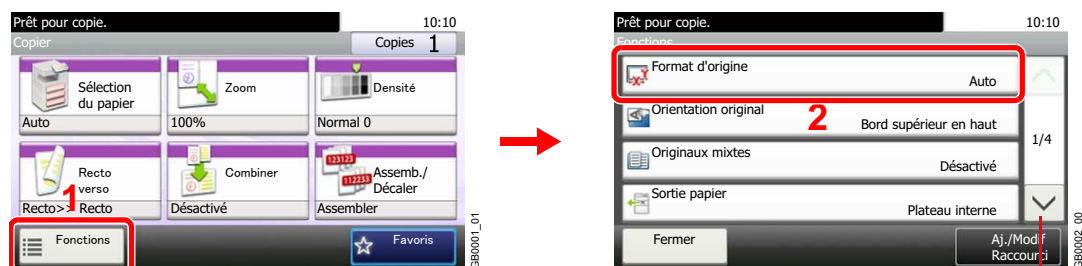 Prêt pour copie.
10:10
Copier
Copies 1
Sélection
du papier
Auto
Zoom
100%
Densité
Normal 0
Recto
verso
Recto>> Recto
1
Combiner
Désactivé
123123
112233
Assemb./
Décaler
Assembler
Fonctions
Favoris
GB0001_01
Prêt pour copie.
10:10
Fonctions
Format d'origine
Auto
Orientation original
Bord supérieur en haut
2
Originaux mixtes
Désactivé
Sortie papier
Plateau interne
1/4
Fermer
Aj./Modif
Raccourci
GB0002_00